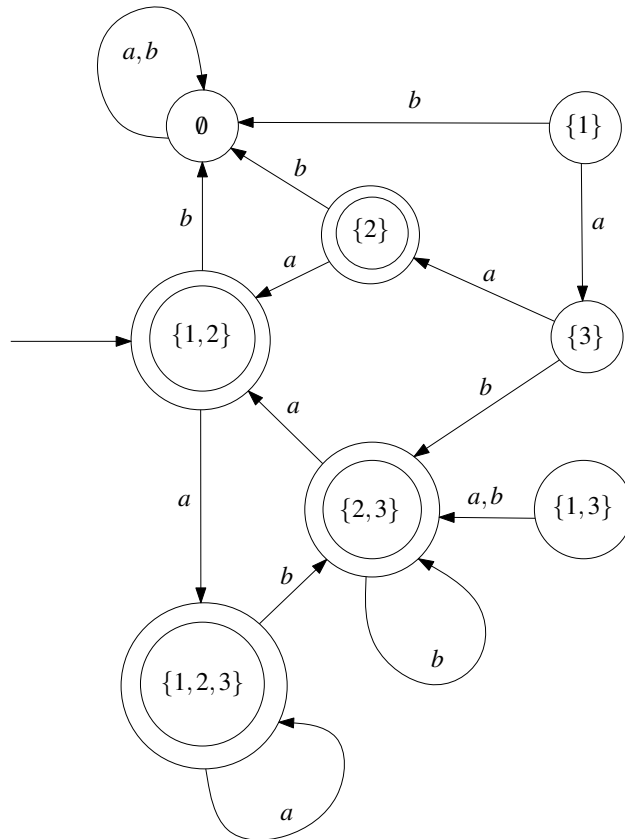 a, b
∅
b
{1}
b
b
{2}
a
a
a
{1, 2}
{3}
b
a
a
{2, 3}
a, b
{1, 3}
b
b
{1, 2, 3}
a